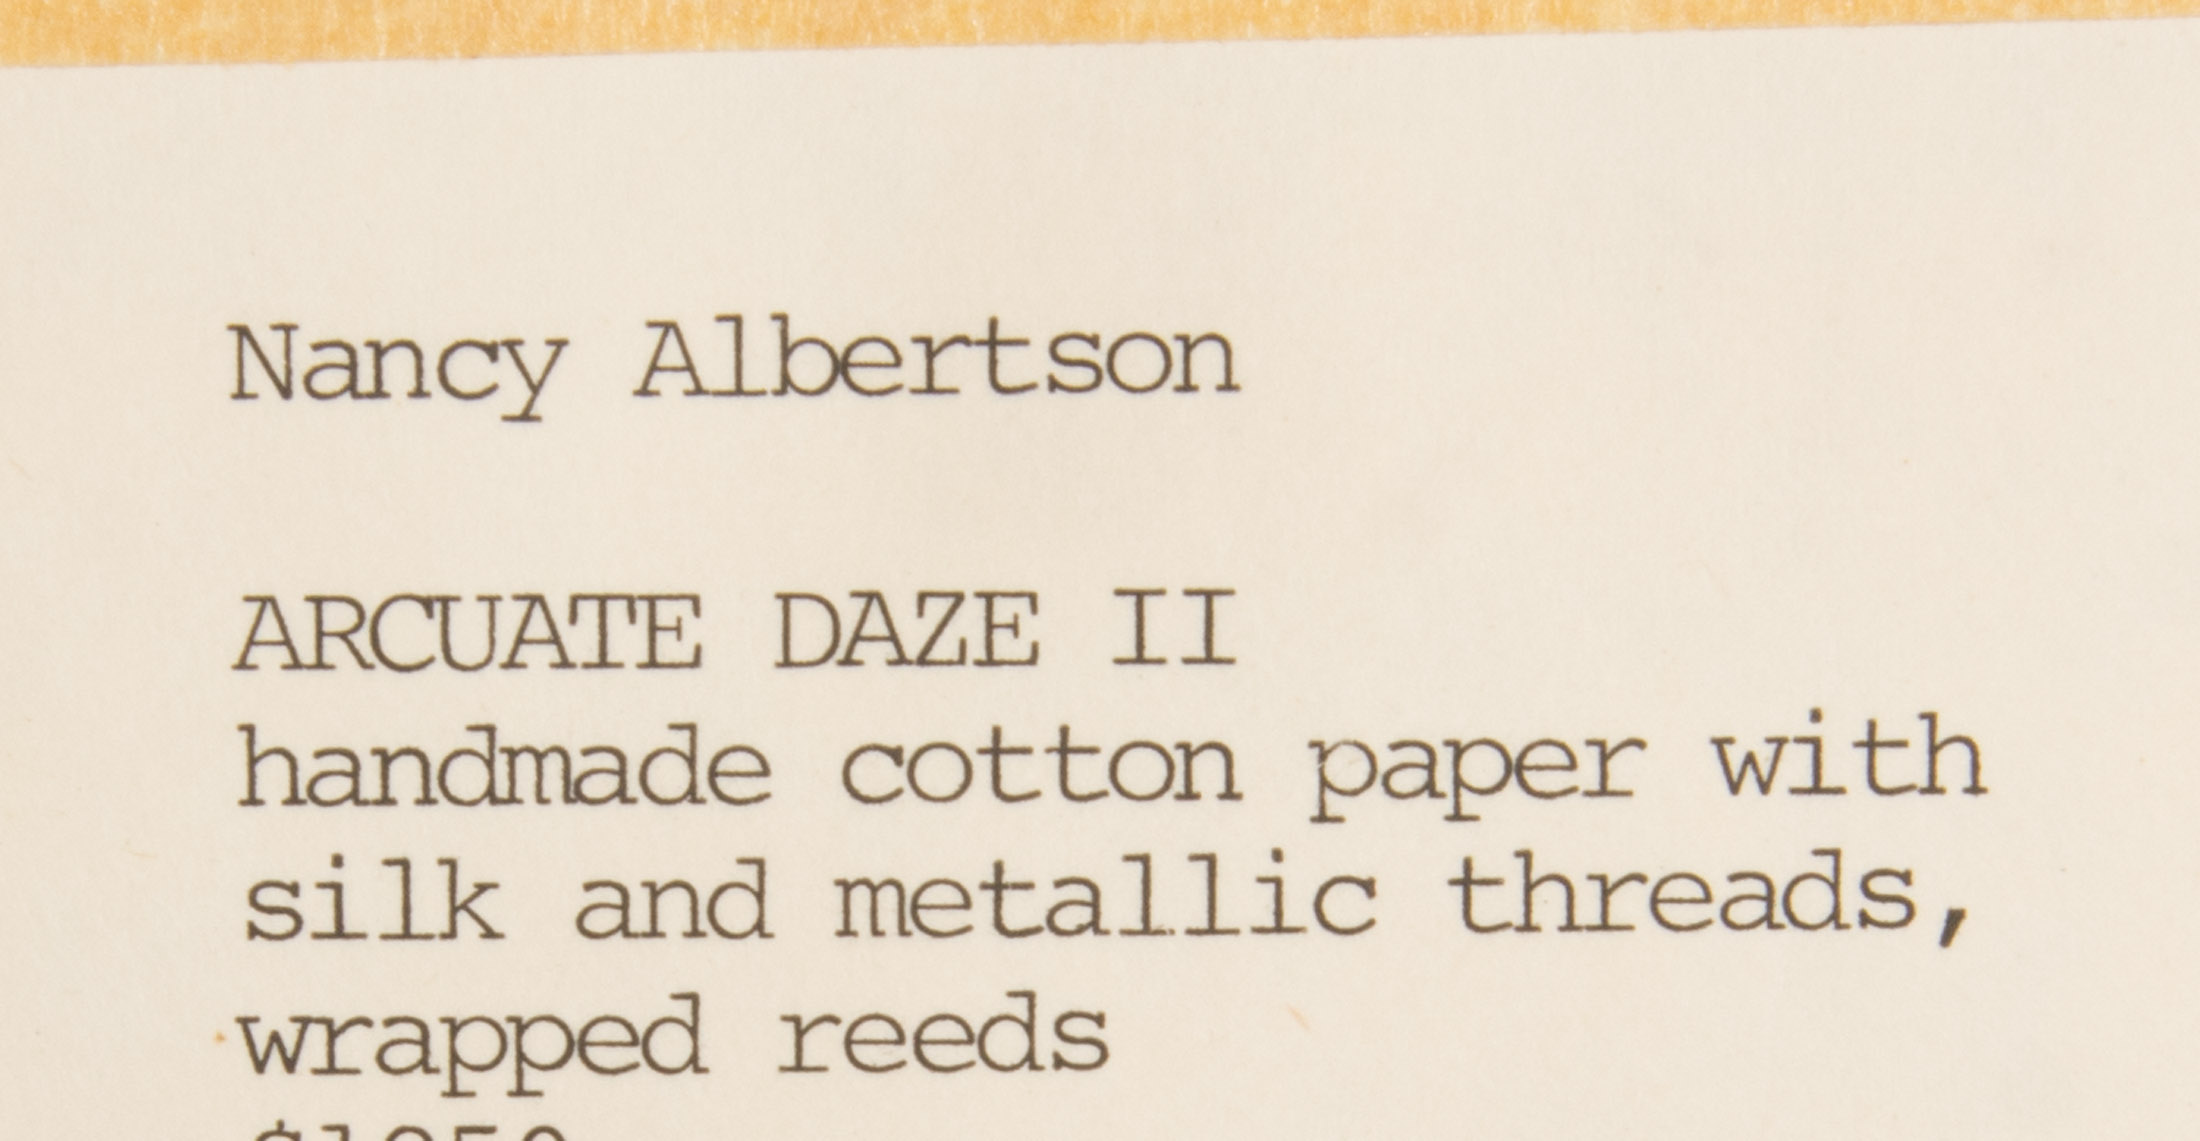 Nancy Albertson
ARCUATE DAZE II
handmade cotton paper with
silk and metallic threads,
wrapped reeds